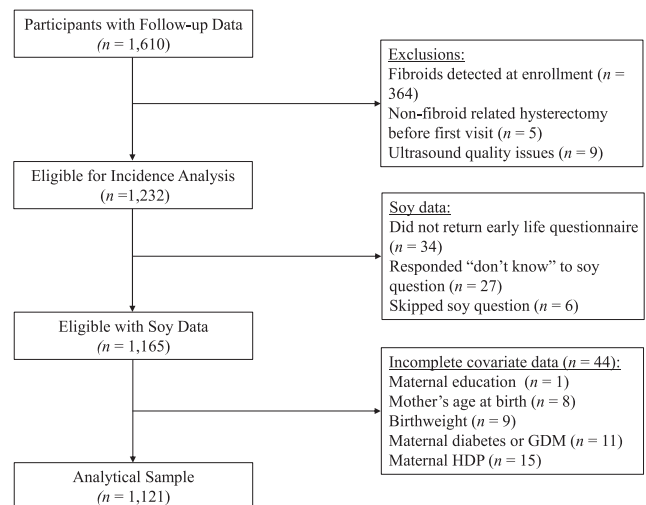 Participants with Follow-up Data
(n = 1,610)
Exclusions:
Fibroids detected at enrollment (n =
364)
Non-fibroid related hysterectomy
before first visit (n = 5)
Ultrasound quality issues (n = 9)
Eligible for Incidence Analysis
(n =1,232)
Soy data:
Did not return early life questionnaire
(n = 34)
Responded “don’t know” to soy
question (n = 27)
Skipped soy question (n = 6)
Eligible with Soy Data
(n = 1,165)
Incomplete covariate data (n = 44):
Maternal education (n = 1)
Mother’s age at birth (n = 8)
Birthweight (n = 9)
Maternal diabetes or GDM (n = 11)
Maternal HDP (n = 15)
Analytical Sample
(n = 1,121)